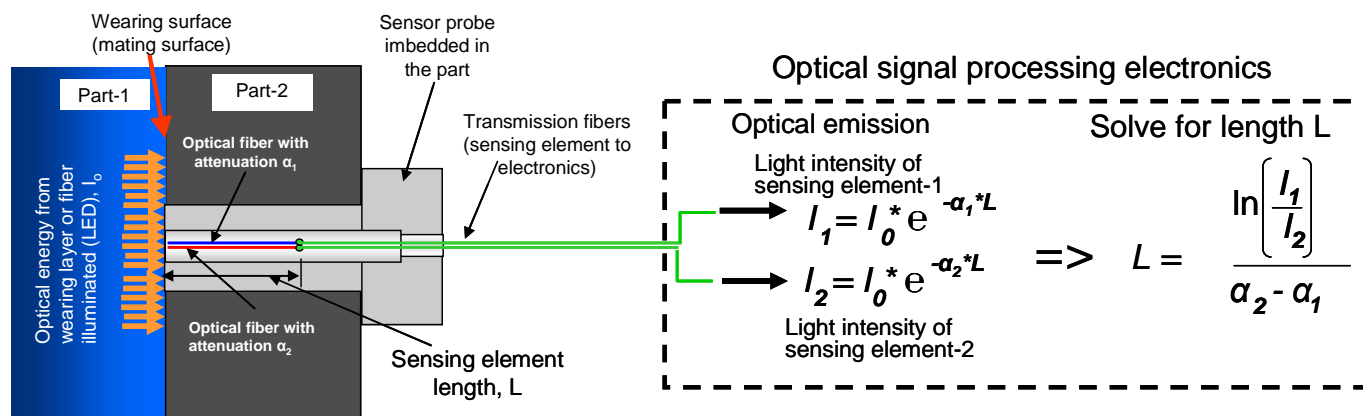 Wearing surface
(mating surface)
Sensor probe
imbedded in
the part
Part-1
Part-2
Optical fiber with
attenuation α₁
Transmission fibers
(sensing element to
electronics)
Optical energy from
wearing layer or fiber
illuminated (LED), Iₒ
Optical fiber with
attenuation α₂
Sensing element
length, L
Optical signal processing electronics
Optical emission
Light intensity of
sensing element-1
I₁ = I₀* e^-α₁*L
I₂ = I₀* e^-α₂*L
Light intensity of
sensing element-2
=>
Solve for length L
L = ln(I₁/I₂) / α₂ - α₁